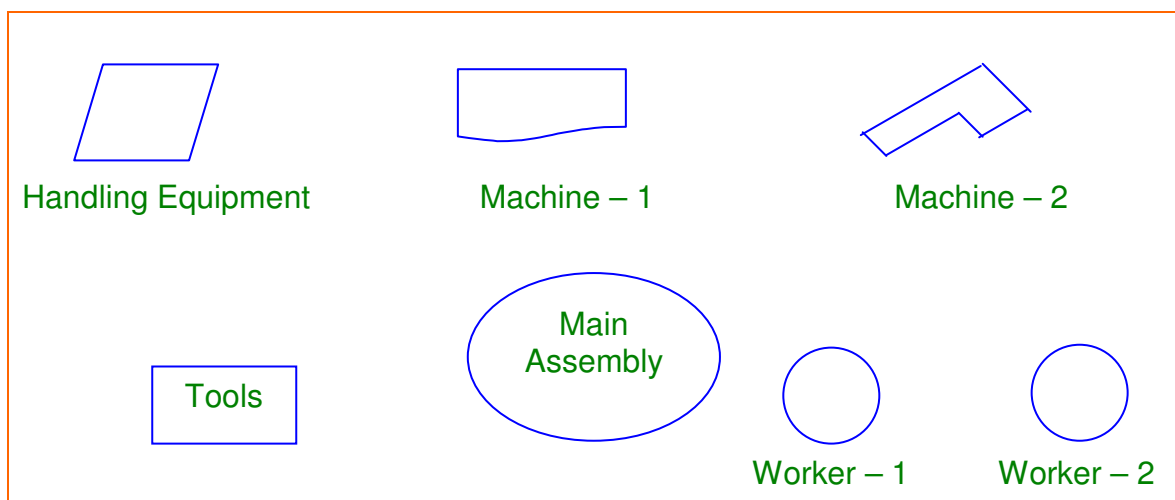 Handling Equipment
Machine – 1
Machine – 2
Main
Assembly
Tools
Worker – 1
Worker – 2